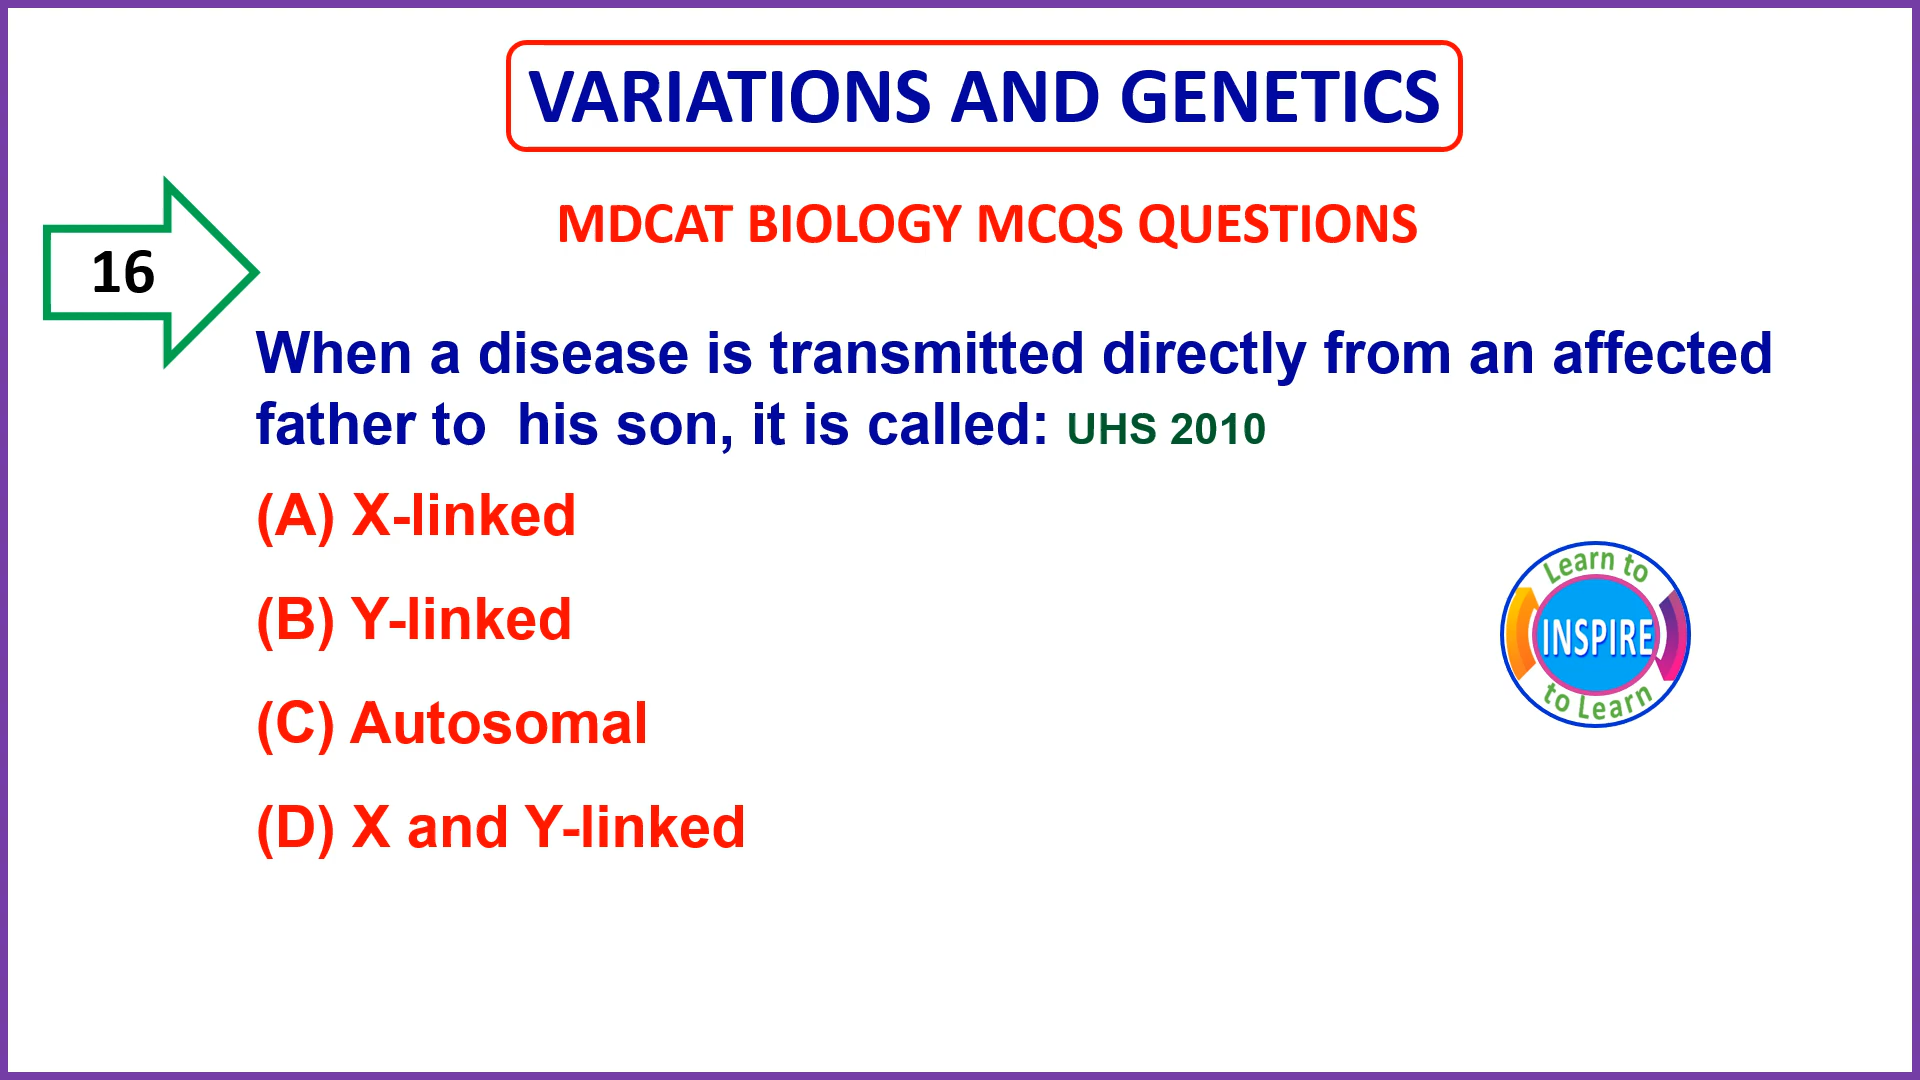 VARIATIONS AND GENETICS
MDCAT BIOLOGY MCQS QUESTIONS
16
When a disease is transmitted directly from an affected
father to his son, it is called: UHS 2010
(A) X-linked
(B) Y-linked
(C) Autosomal
(D) X and Y-linked
Learn to
INSPIRE
to Learn